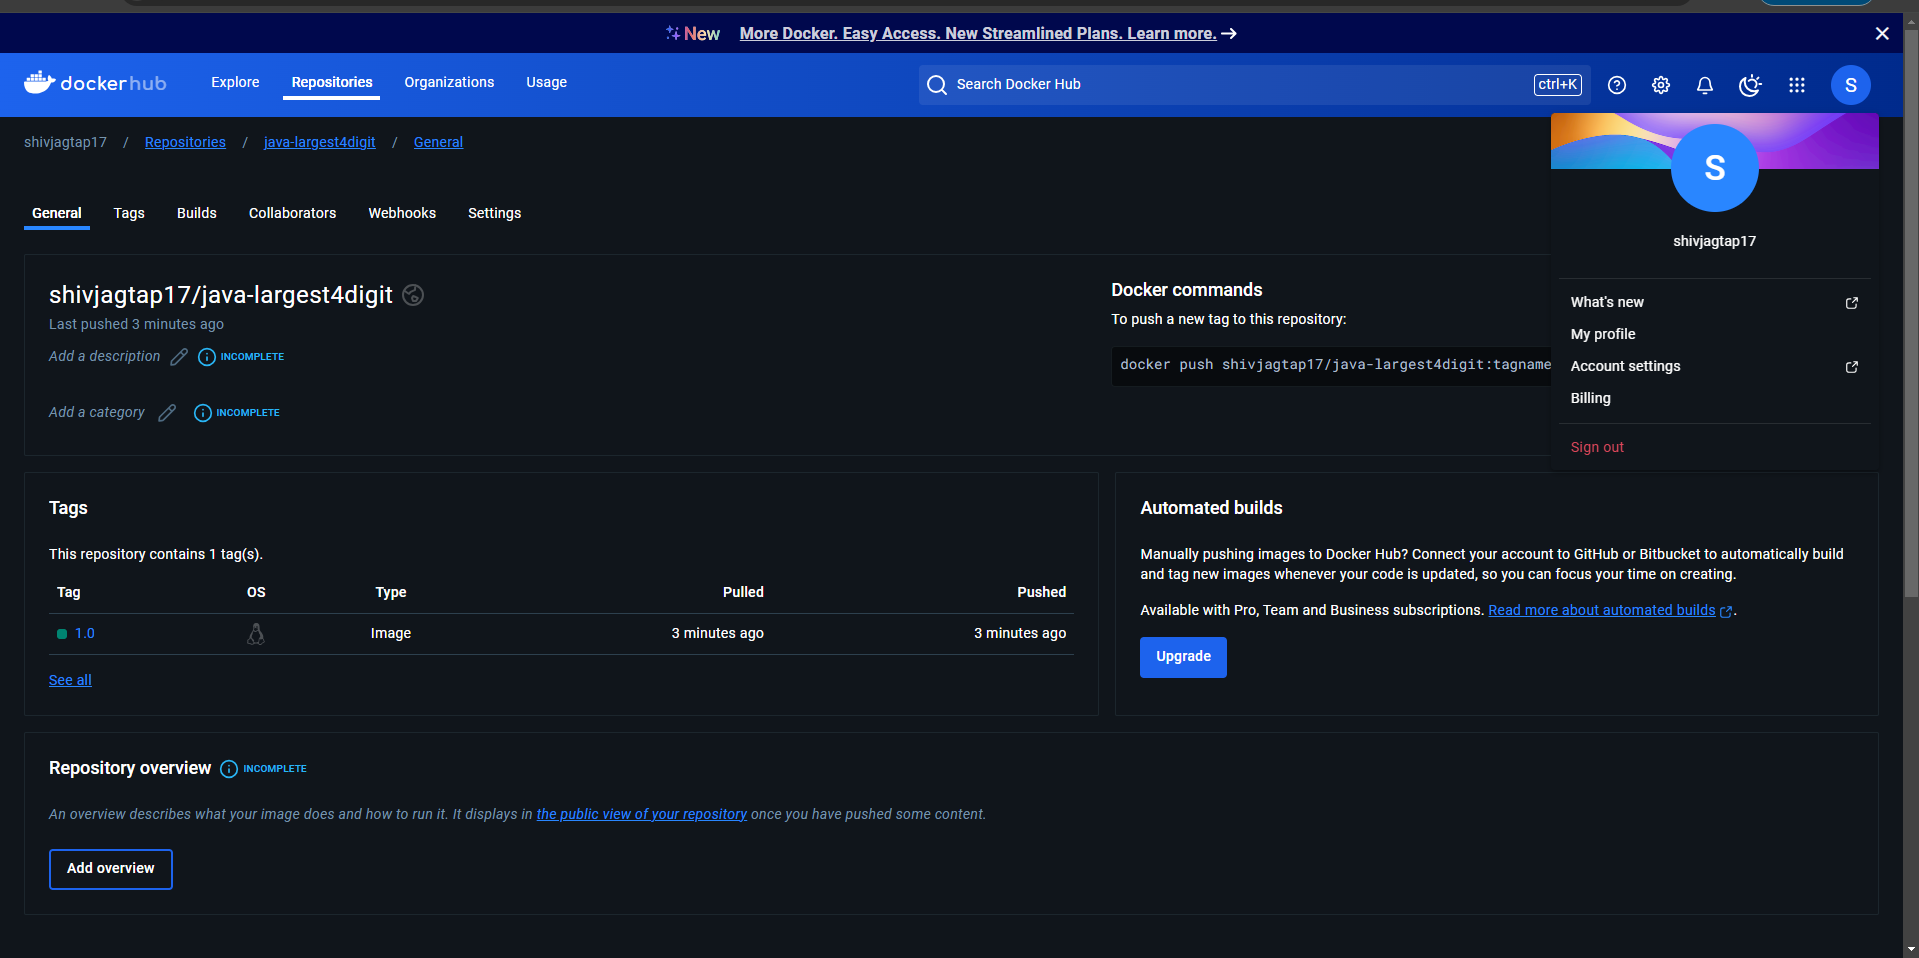 New More Docker. Easy Access. New Streamlined Plans. Learn more.
dockerhub Explore Repositories Organizations Usage Search Docker Hub ctrl+K S
shivjagtap17 / Repositories / java-largest4digit / General
General Tags Builds Collaborators Webhooks Settings
shivjagtap17/java-largest4digit
Last pushed 3 minutes ago
Add a description INCOMPLETE
Add a category INCOMPLETE
Docker commands
To push a new tag to this repository:
docker push shivjagtap17/java-largest4digit:tagname
S
shivjagtap17
What's new
My profile
Account settings
Billing
Sign out
Tags
This repository contains 1 tag(s).
Tag OS Type Pulled Pushed
1.0 Image 3 minutes ago 3 minutes ago
See all
Automated builds
Manually pushing images to Docker Hub? Connect your account to GitHub or Bitbucket to automatically build
and tag new images whenever your code is updated, so you can focus your time on creating.
Available with Pro, Team and Business subscriptions. Read more about automated builds.
Upgrade
Repository overview INCOMPLETE
An overview describes what your image does and how to run it. It displays in the public view of your repository once you have pushed some content.
Add overview